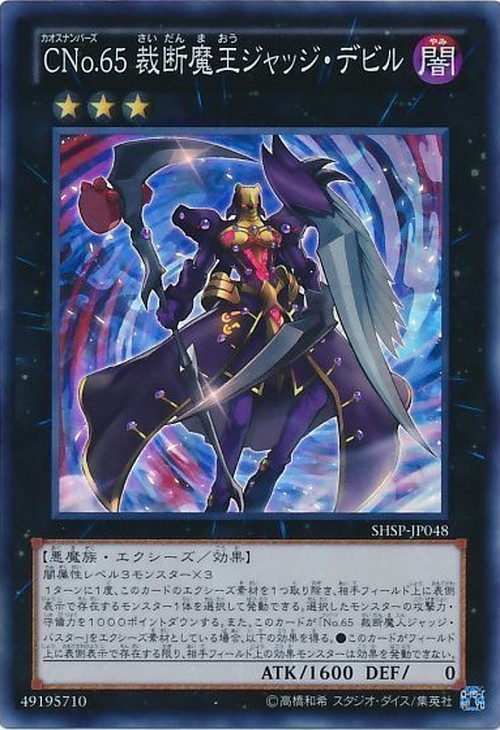 カオスナンバーズ さいだんまおう
CNo.65 裁断魔王ジャッジ・デビル
やみ
闇
SHSP-JP048
【悪魔族・エクシーズ/効果】
闇属性レベル3モンスター×3
1ターンに1度、このカードのエクシーズ素材を1つ取り除き、相手フィールド上に表側
表示で存在するモンスター1体を選択して発動できる。選択したモンスターの攻撃力・
守備力を1000ポイントダウンする。また、このカードが「No.65 裁断魔人ジャッジ・
バスター」をエクシーズ素材としている場合、以下の効果を得る。●このカードがフィールド
上に表側表示で存在する限り、相手フィールド上の効果モンスターは効果を発動できない。
ATK/1600 DEF/ 0
49195710 ©高橋和希 スタジオ・ダイス/集英社